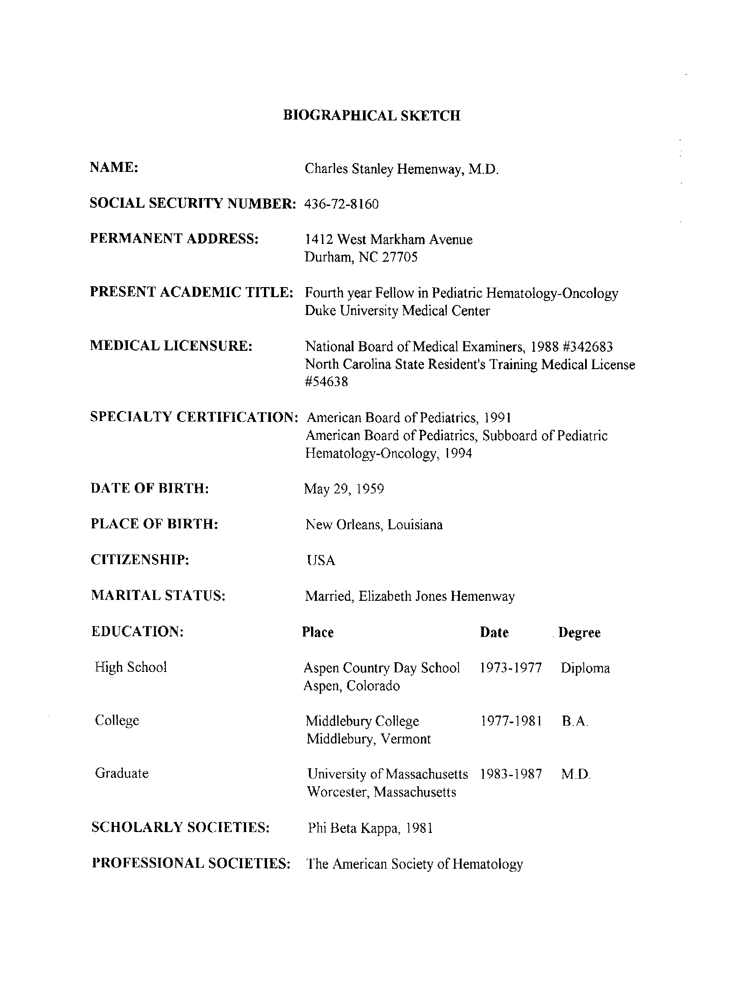 BIOGRAPHICAL SKETCH
NAME: Charles Stanley Hemenway, M.D.
SOCIAL SECURITY NUMBER: 436-72-8160
PERMANENT ADDRESS: 1412 West Markham Avenue
Durham, NC 27705
PRESENT ACADEMIC TITLE: Fourth year Fellow in Pediatric Hematology-Oncology
Duke University Medical Center
MEDICAL LICENSURE: National Board of Medical Examiners, 1988 #342683
North Carolina State Resident's Training Medical License
#54638
SPECIALTY CERTIFICATION: American Board of Pediatrics, 1991
American Board of Pediatrics, Subboard of Pediatric
Hematology-Oncology, 1994
DATE OF BIRTH: May 29, 1959
PLACE OF BIRTH: New Orleans, Louisiana
CITIZENSHIP: USA
MARITAL STATUS: Married, Elizabeth Jones Hemenway
EDUCATION: Place Date Degree
High School Aspen Country Day School 1973-1977 Diploma
Aspen, Colorado
College Middlebury College 1977-1981 B.A.
Middlebury, Vermont
Graduate University of Massachusetts 1983-1987 M.D.
Worcester, Massachusetts
SCHOLARLY SOCIETIES: Phi Beta Kappa, 1981
PROFESSIONAL SOCIETIES: The American Society of Hematology